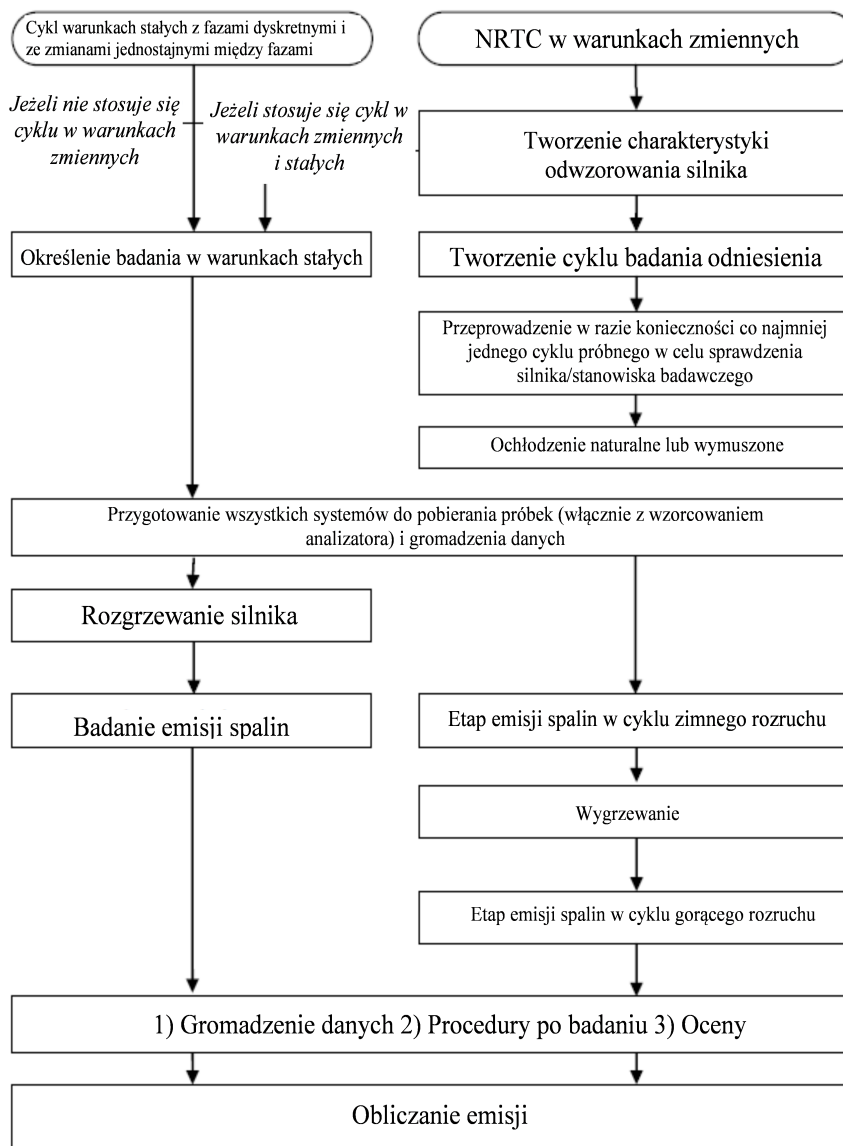 Cykl warunków stałych z fazami dyskretnymi i
ze zmianami jednostajnymi między fazami
NRTC w warunkach zmiennych
Jeżeli nie stosuje się
cyklu w warunkach
zmiennych
Jeżeli stosuje się cykl w
warunkach zmiennych
i stałych
Tworzenie charakterystyki
odwzorowania silnika
Określenie badania w warunkach stałych
Tworzenie cyklu badania odniesienia
Przeprowadzenie w razie konieczności co najmniej
jednego cyklu próbnego w celu sprawdzenia
silnika/stanowiska badawczego
Ochłodzenie naturalne lub wymuszone
Przygotowanie wszystkich systemów do pobierania próbek (włącznie z wzorcowaniem
analizatora) i gromadzenia danych
Rozgrzewanie silnika
Badanie emisji spalin
Etap emisji spalin w cyklu zimnego rozruchu
Wygrzewanie
Etap emisji spalin w cyklu gorącego rozruchu
1) Gromadzenie danych 2) Procedury po badaniu 3) Oceny
Obliczanie emisji